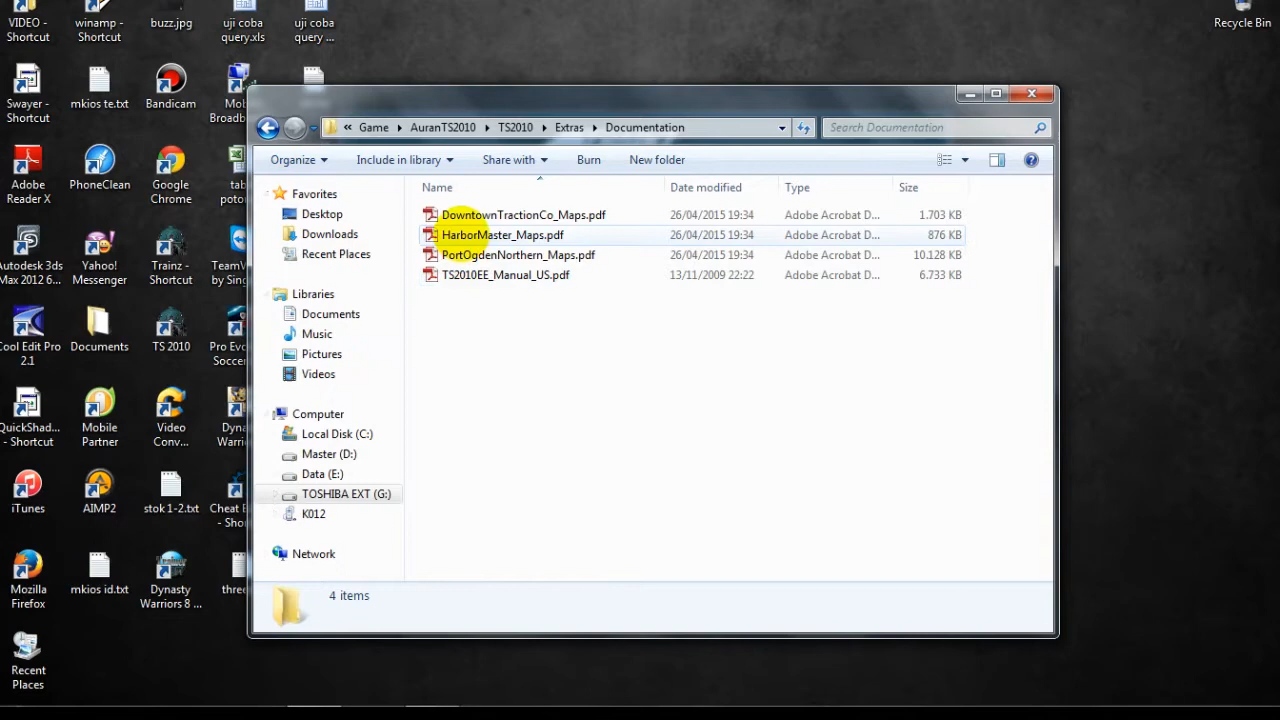 VIDEO -
Shortcut
winamp -
Shortcut
buzz.jpg
uji coba
query.xls
uji coba
query ...
Recycle Bin
Swayer -
Shortcut
mkios te.txt
Bandicam
Adobe
Reader X
PhoneClean
Google
Chrome
Autodesk 3ds
Max 2012 6...
Yahoo!
Messenger
Trainz -
Shortcut
Cool Edit Pro
2.1
Documents
TS 2010
Mobile
Partner
Video
Conv...
iTunes
AIMP2
stok 1-2.txt
Mozilla
Firefox
mkios id.txt
Dynasty
Warriors 8 ...
three
Recent
Places
« Game AuranTS2010 TS2010 Extras Documentation
Search Documentation
Organize Include in library Share with Burn New folder
Name Date modified Type Size
DowntownTractionCo_Maps.pdf 26/04/2015 19:34 Adobe Acrobat D... 1.703 KB
HarborMaster_Maps.pdf 26/04/2015 19:34 Adobe Acrobat D... 876 KB
PortOgdenNorthern_Maps.pdf 26/04/2015 19:34 Adobe Acrobat D... 10.128 KB
TS2010EE_Manual_US.pdf 13/11/2009 22:22 Adobe Acrobat D... 6.733 KB
Favorites
Desktop
Downloads
Recent Places
Libraries
Documents
Music
Pictures
Videos
Computer
Local Disk (C:)
Master (D:)
Data (E:)
TOSHIBA EXT (G:)
K012
Network
4 items